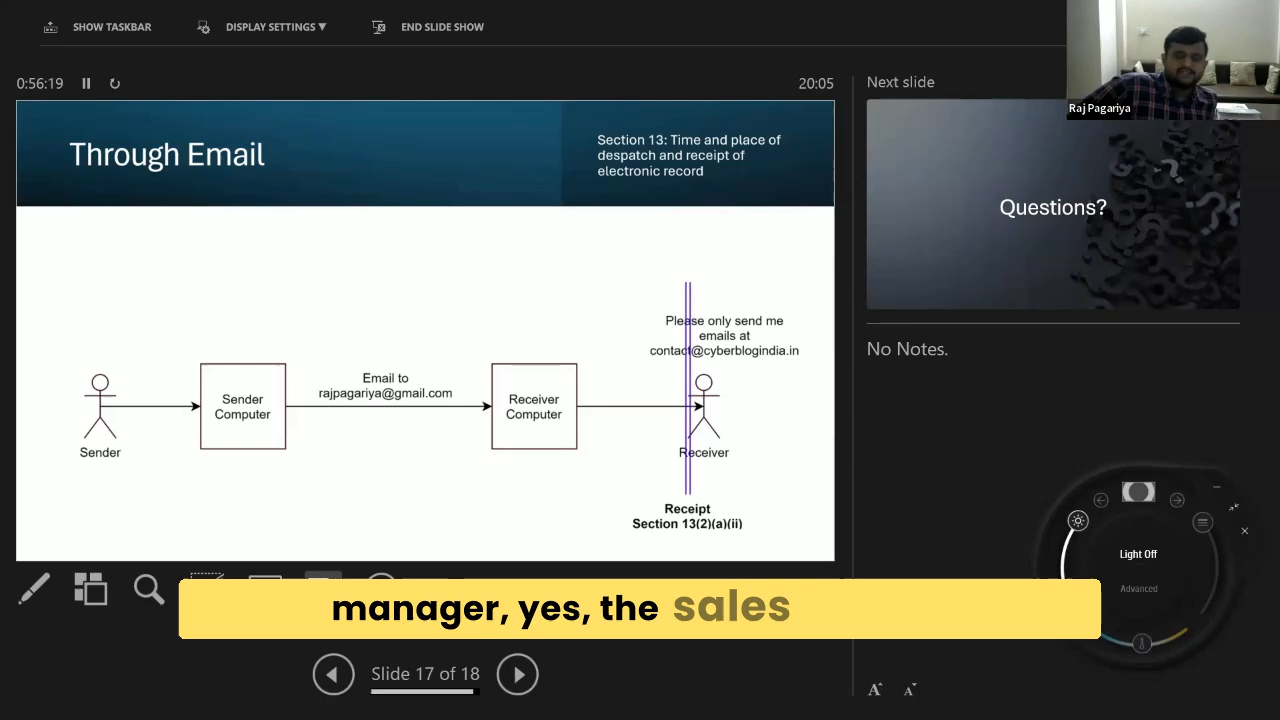 SHOW TASKBAR
DISPLAY SETTINGS ▼
END SLIDE SHOW
0:56:19
20:05
Next slide
Raj Pagariya
Through Email
Section 13: Time and place of
despatch and receipt of
electronic record
Questions?
Please only send me
emails at
contact@cyberblogindia.in
No Notes.
Email to
rajpagariya@gmail.com
Sender
Computer
Receiver
Computer
Sender
Receiver
Receipt
Section 13(2)(a)(ii)
Light Off
Advanced
manager, yes, the sales
Slide 17 of 18
A
A